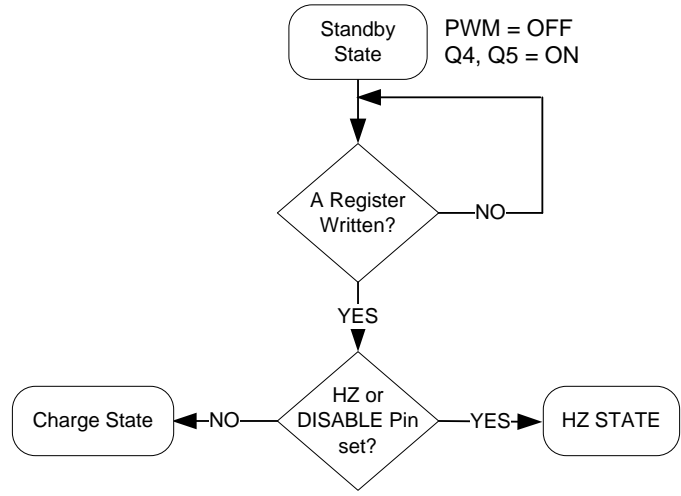 Standby
State
PWM = OFF
Q4, Q5 = ON
A Register
Written?
NO
YES
HZ or
DISABLE Pin
set?
Charge State
NO
YES
HZ STATE